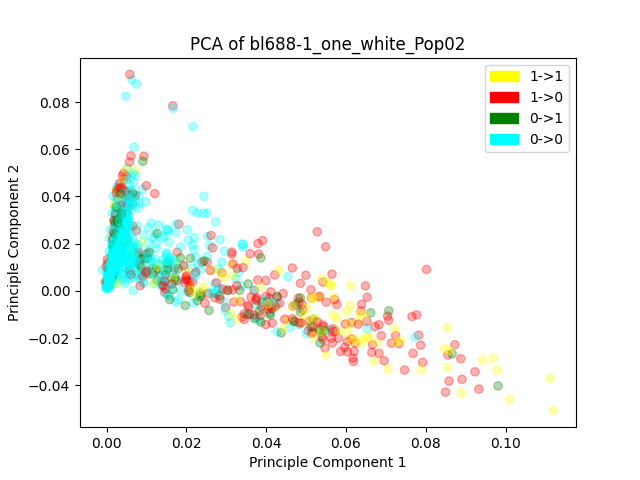 PCA of bl688-1_one_white_Pop02
1->1
1->0
0->1
0->0
0.08
0.06
0.04
0.02
0.00
−0.02
−0.04
Principle Component 2
0.00 0.02 0.04 0.06 0.08 0.10
Principle Component 1